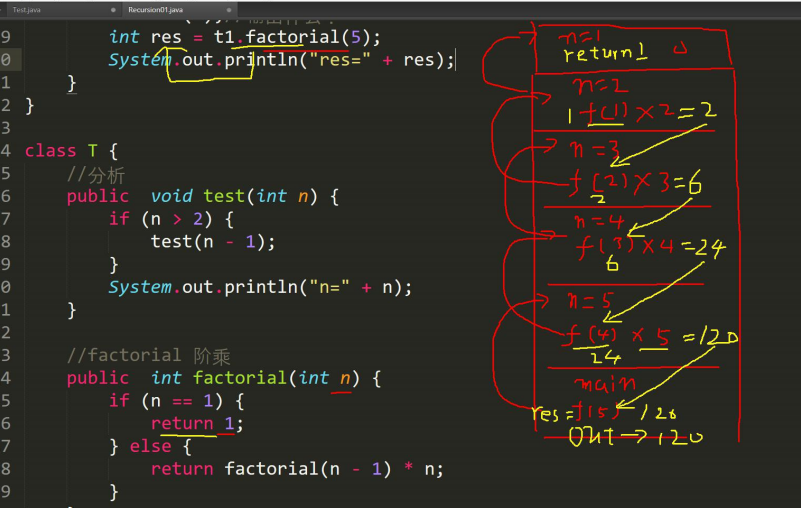 Test.java
Recursion01.java
9 int res = t1.factorial(5);
0 System.out.println("res=" + res);
1 }
2 }
3
4 class T {
5 //分析
6 public void test(int n) {
7 if (n > 2) {
8 test(n - 1);
9 }
0 System.out.println("n=" + n);
1 }
2
3 //factorial 阶乘
4 public int factorial(int n) {
5 if (n == 1) {
6 return 1;
7 } else {
8 return factorial(n - 1) * n;
9 }
n=1
return1
n=2
1 f(1)×2=2
n=3
f(2)×3=6
2
n=4
f(3)×4=24
6
n=5
f(4)×5=120
24
main
res=f(5) 120
out→120